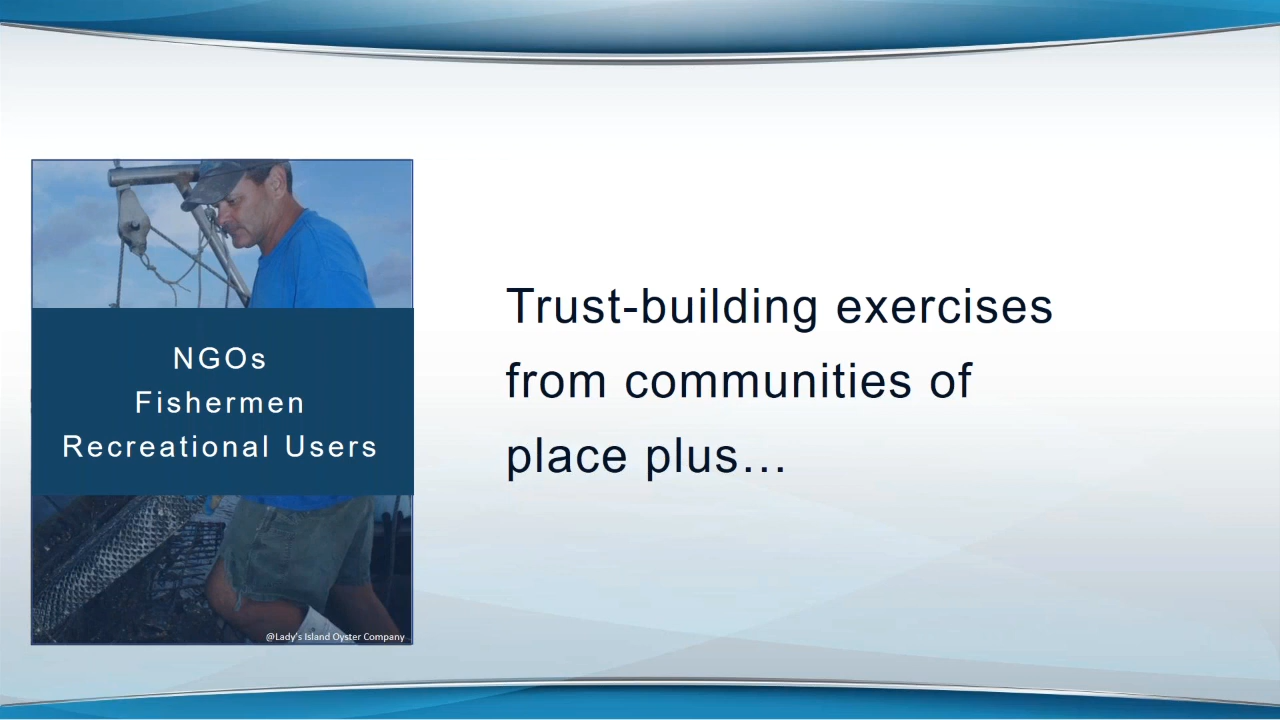 NGOs
Fishermen
Recreational Users
@Lady's Island Oyster Company
Trust-building exercises
from communities of
place plus…